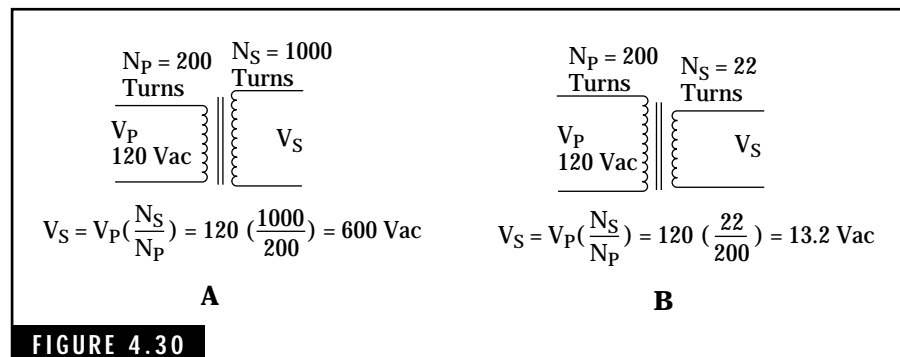 N_P = 200
Turns
N_S = 1000
Turns
V_P
120 Vac
V_S
V_S = V_P(N_S/N_P) = 120 (1000/200) = 600 Vac
A
N_P = 200
Turns
N_S = 22
Turns
V_P
120 Vac
V_S
V_S = V_P(N_S/N_P) = 120 (22/200) = 13.2 Vac
B
FIGURE 4.30